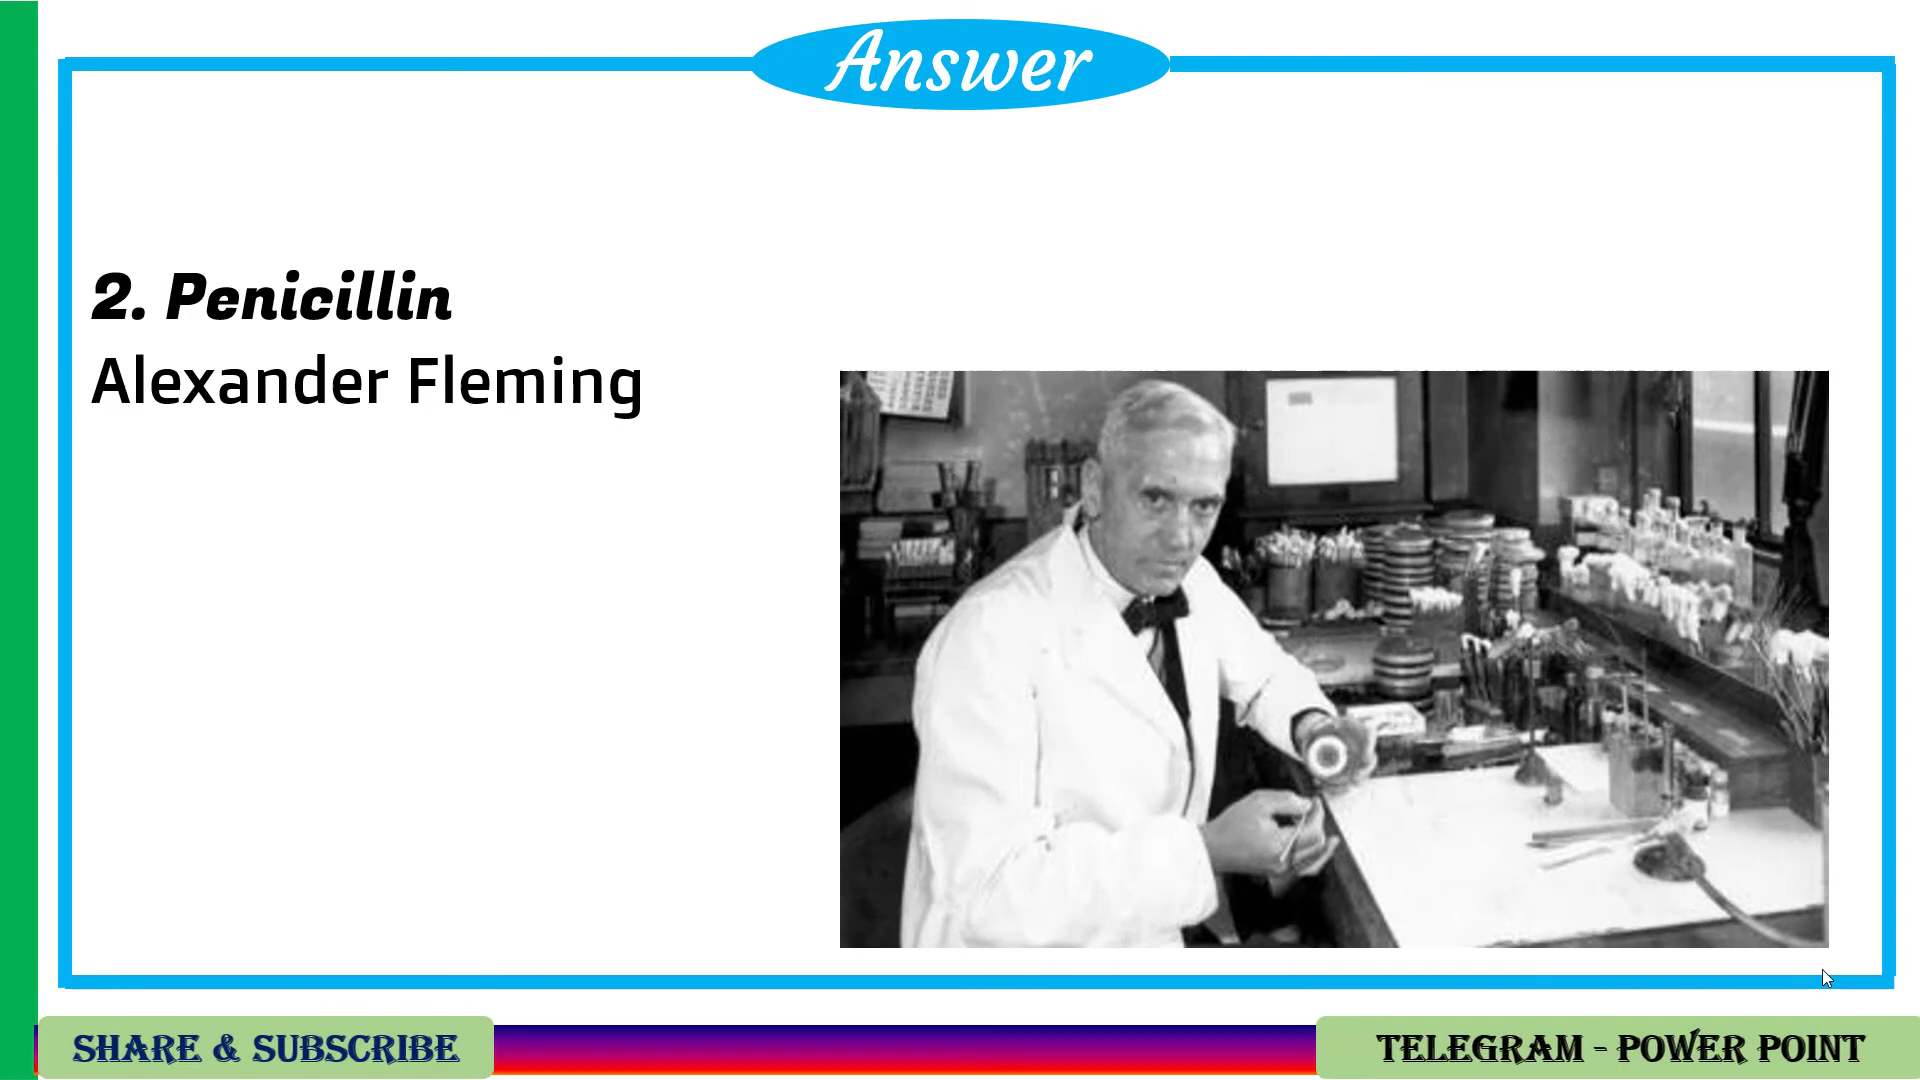 Answer
2. Penicillin
Alexander Fleming
SHARE & SUBSCRIBE
TELEGRAM - POWER POINT